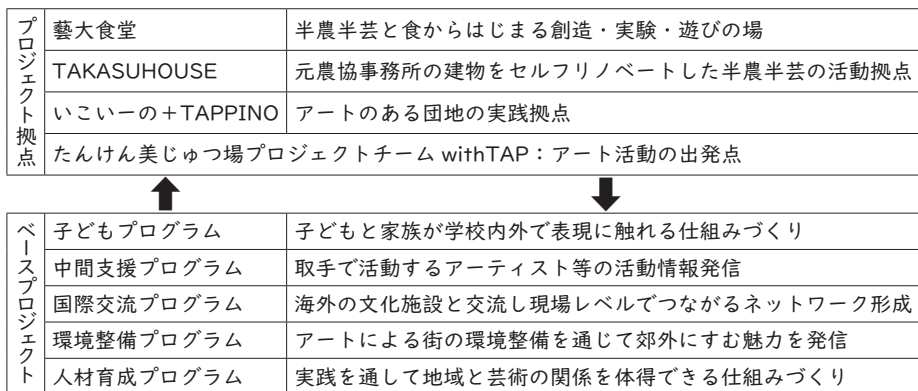 プロジェクト拠点
藝大食堂 半農半芸と食からはじまる創造・実験・遊びの場
TAKASUHOUSE 元農協事務所の建物をセルフリノベートした半農半芸の活動拠点
いこいーの＋TAPPINO アートのある団地の実践拠点
たんけん美じゅつ場プロジェクトチーム withTAP：アート活動の出発点
ベースプロジェクト
子どもプログラム 子どもと家族が学校内外で表現に触れる仕組みづくり
中間支援プログラム 取手で活動するアーティスト等の活動情報発信
国際交流プログラム 海外の文化施設と交流し現場レベルでつながるネットワーク形成
環境整備プログラム アートによる街の環境整備を通じて郊外にすむ魅力を発信
人材育成プログラム 実践を通して地域と芸術の関係を体得できる仕組みづくり